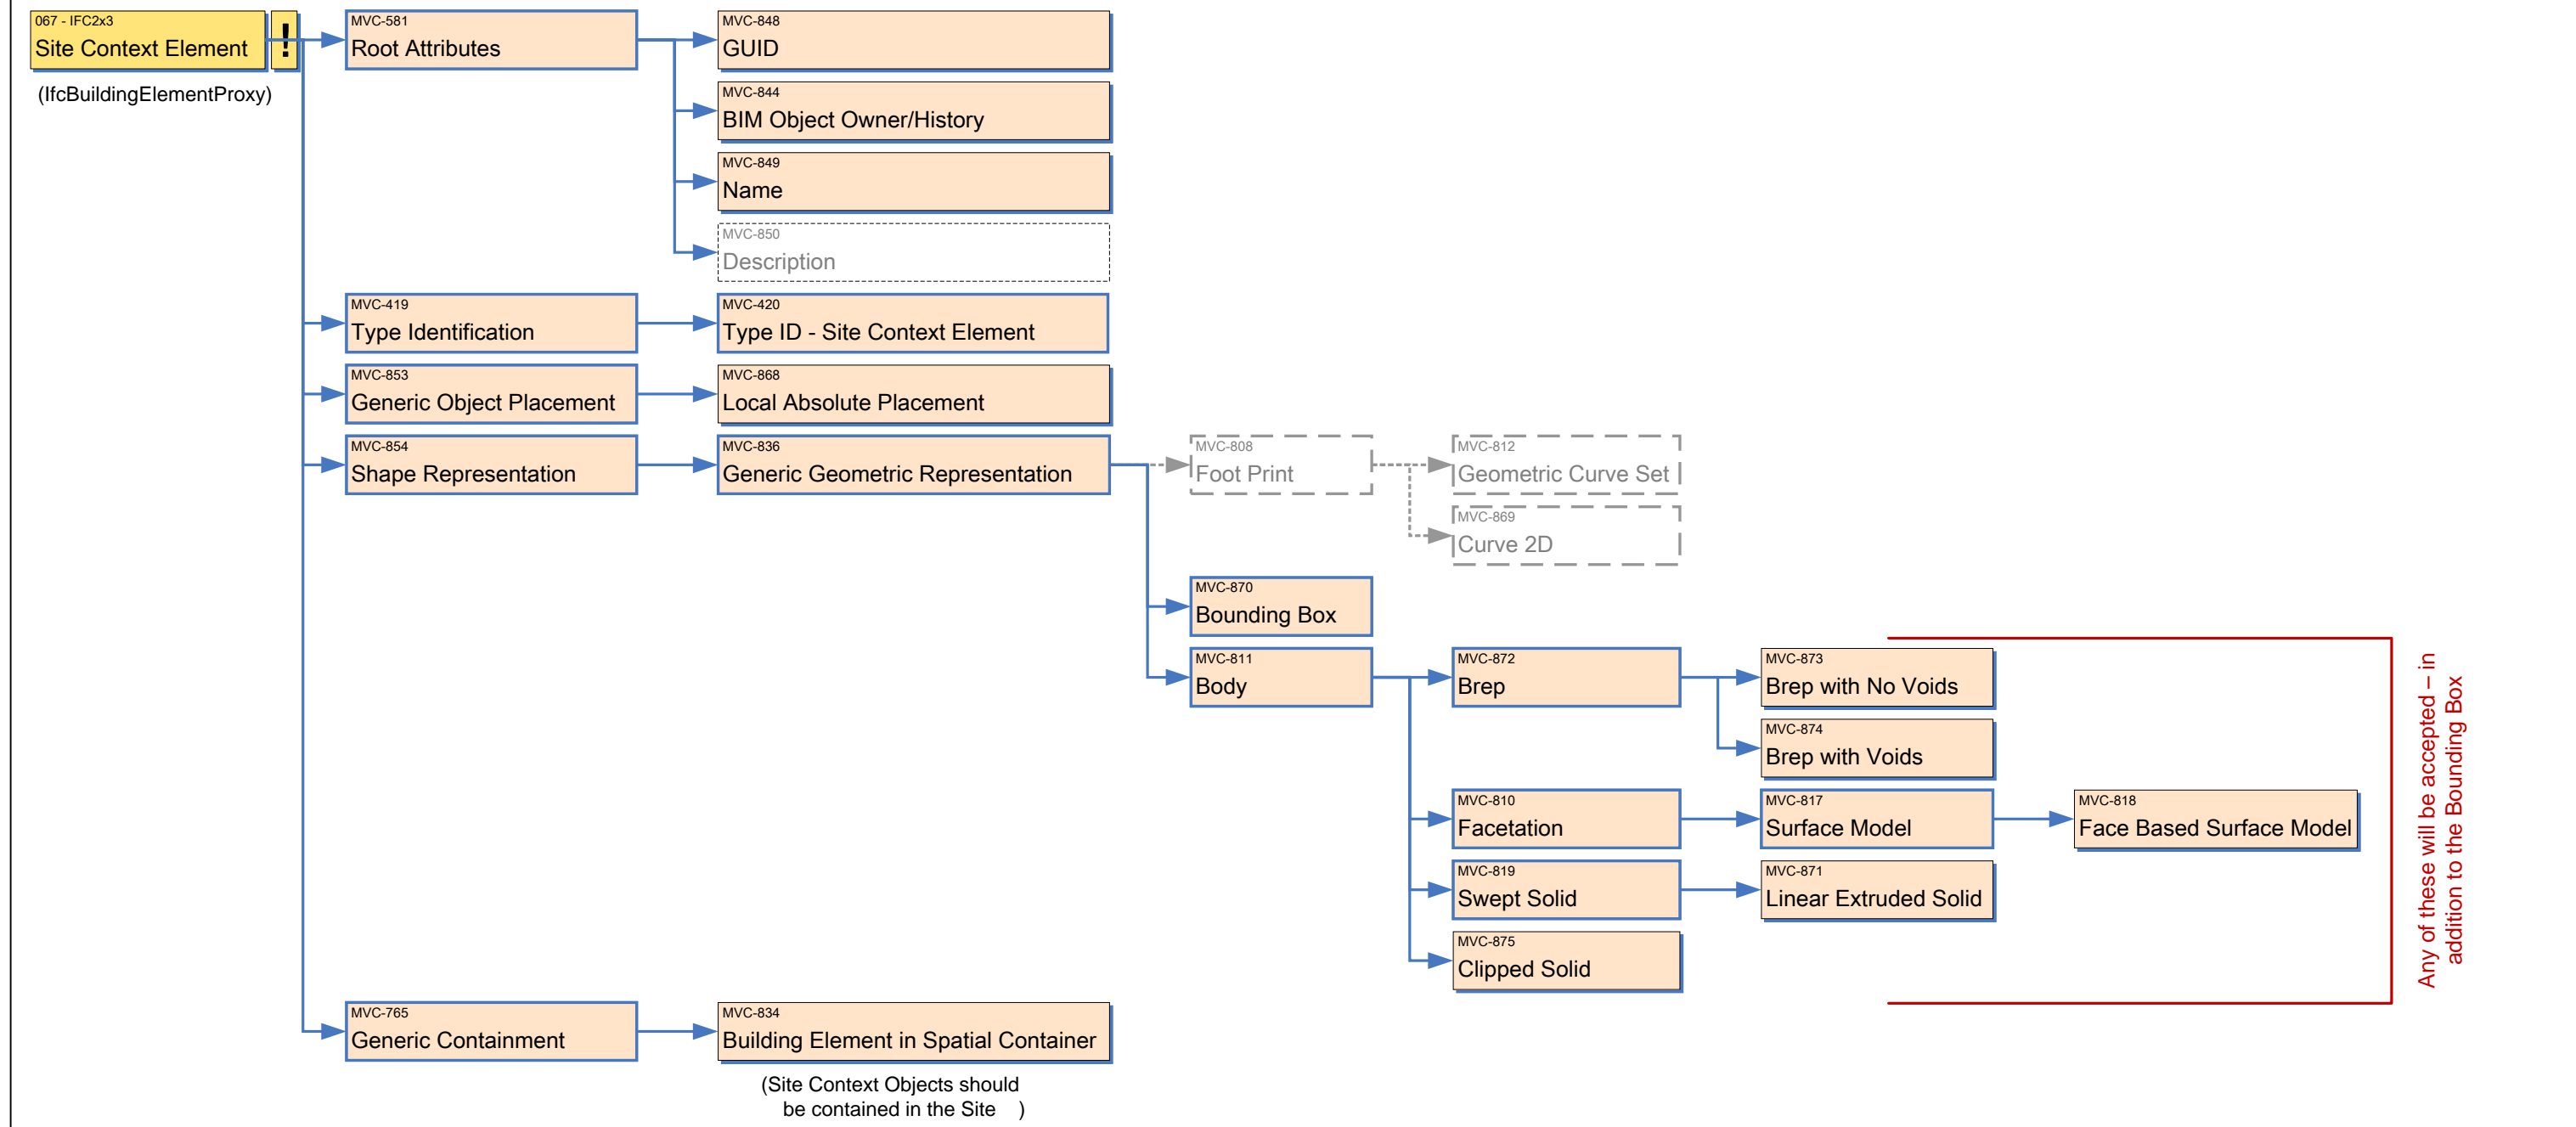 067 - IFC2x3
Site Context Element
!
(IfcBuildingElementProxy)
MVC-581
Root Attributes
MVC-848
GUID
MVC-844
BIM Object Owner/History
MVC-849
Name
MVC-850
Description
MVC-419
Type Identification
MVC-420
Type ID - Site Context Element
MVC-853
Generic Object Placement
MVC-868
Local Absolute Placement
MVC-854
Shape Representation
MVC-836
Generic Geometric Representation
MVC-808
Foot Print
MVC-812
Geometric Curve Set
MVC-869
Curve 2D
MVC-870
Bounding Box
MVC-811
Body
MVC-872
Brep
MVC-873
Brep with No Voids
MVC-874
Brep with Voids
MVC-810
Facetation
MVC-817
Surface Model
MVC-818
Face Based Surface Model
MVC-819
Swept Solid
MVC-871
Linear Extruded Solid
MVC-875
Clipped Solid
Any of these will be accepted – in
addition to the Bounding Box
MVC-765
Generic Containment
MVC-834
Building Element in Spatial Container
(Site Context Objects should
be contained in the Site )